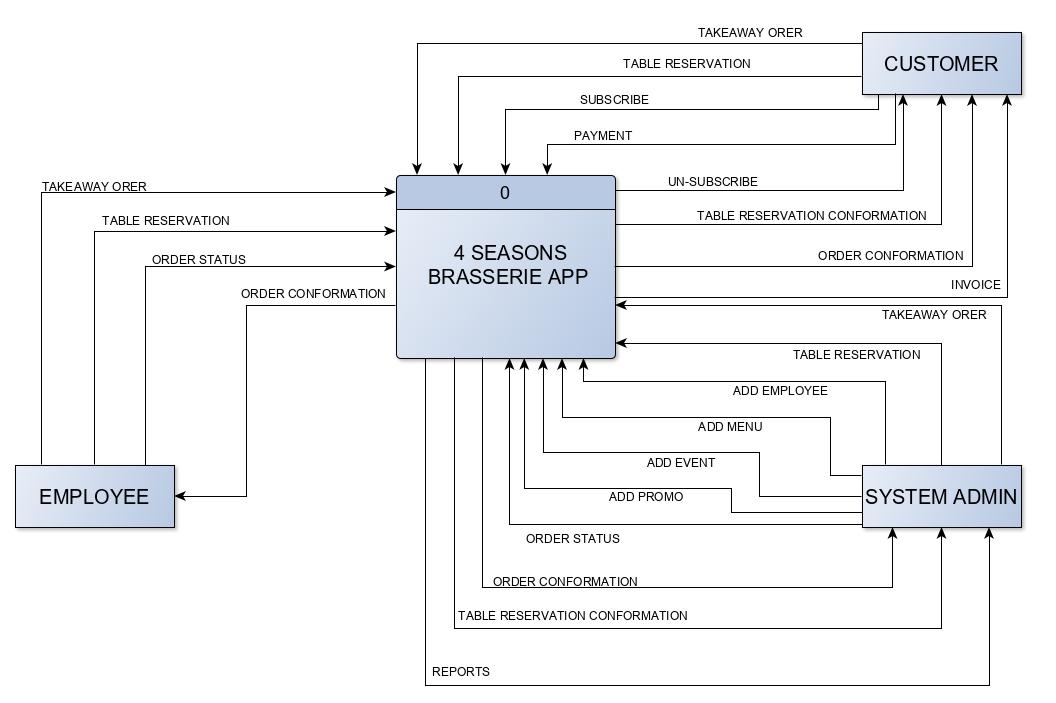 TAKEAWAY ORER
CUSTOMER
TABLE RESERVATION
SUBSCRIBE
PAYMENT
TAKEAWAY ORER
UN-SUBSCRIBE
0
TABLE RESERVATION
TABLE RESERVATION CONFORMATION
4 SEASONS
BRASSERIE APP
ORDER STATUS
ORDER CONFORMATION
ORDER CONFORMATION
INVOICE
TAKEAWAY ORER
TABLE RESERVATION
ADD EMPLOYEE
ADD MENU
ADD EVENT
ADD PROMO
EMPLOYEE
SYSTEM ADMIN
ORDER STATUS
ORDER CONFORMATION
TABLE RESERVATION CONFORMATION
REPORTS